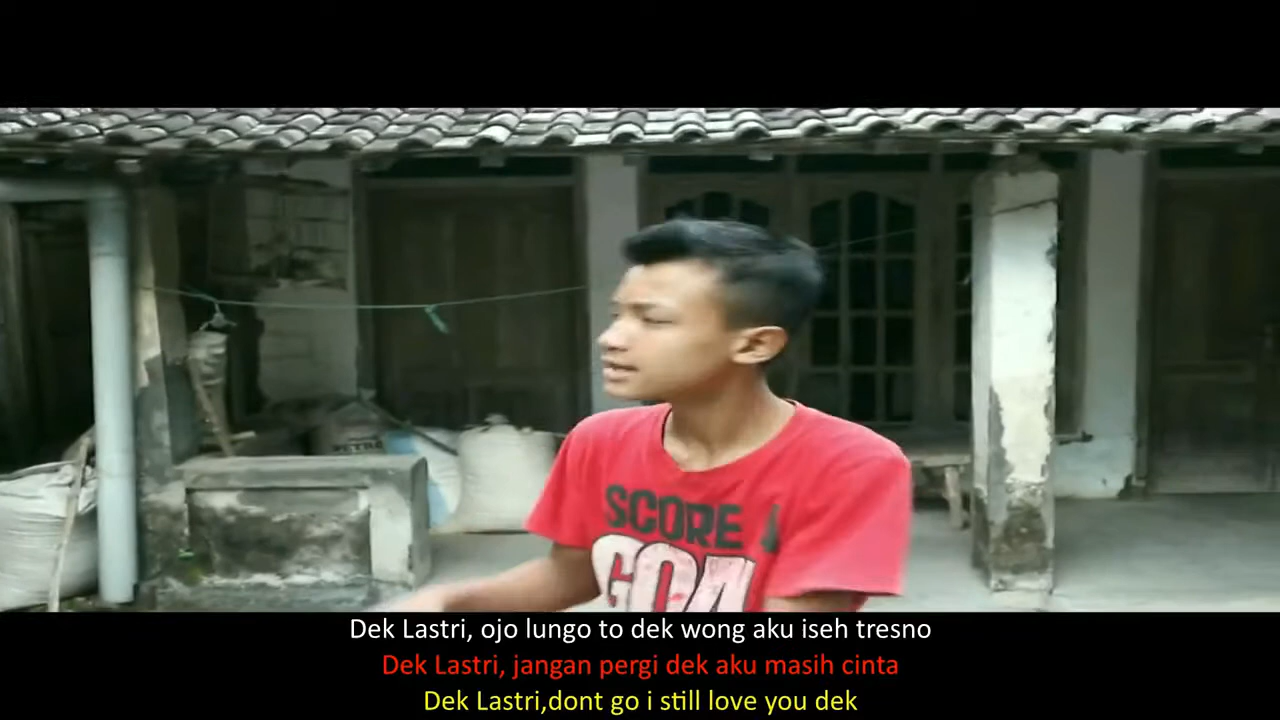 SCORE
GOA
Dek Lastri, ojo lungo to dek wong aku iseh tresno
Dek Lastri, jangan pergi dek aku masih cinta
Dek Lastri,dont go i still love you dek